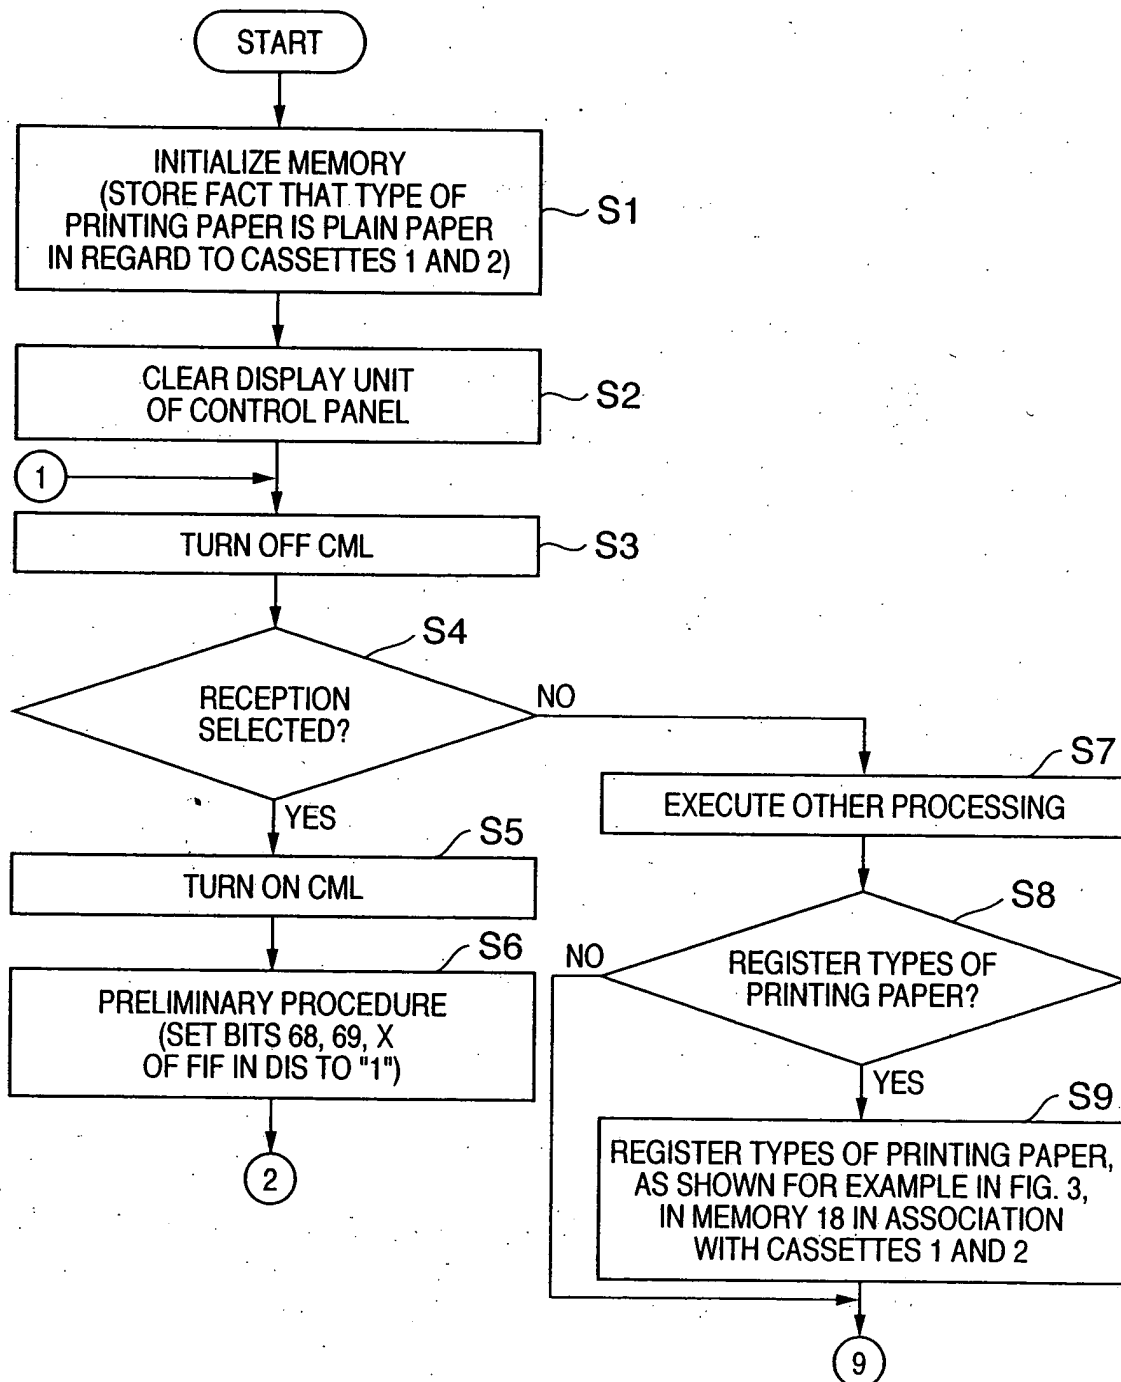 START
INITIALIZE MEMORY
(STORE FACT THAT TYPE OF
PRINTING PAPER IS PLAIN PAPER
IN REGARD TO CASSETTES 1 AND 2)
S1
CLEAR DISPLAY UNIT
OF CONTROL PANEL
S2
1
TURN OFF CML
S3
S4
RECEPTION
SELECTED?
NO
YES
S5
TURN ON CML
S6
PRELIMINARY PROCEDURE
(SET BITS 68, 69, X
OF FIF IN DIS TO "1")
2
S7
EXECUTE OTHER PROCESSING
S8
REGISTER TYPES OF
PRINTING PAPER?
NO
YES
S9
REGISTER TYPES OF PRINTING PAPER,
AS SHOWN FOR EXAMPLE IN FIG. 3,
IN MEMORY 18 IN ASSOCIATION
WITH CASSETTES 1 AND 2
9